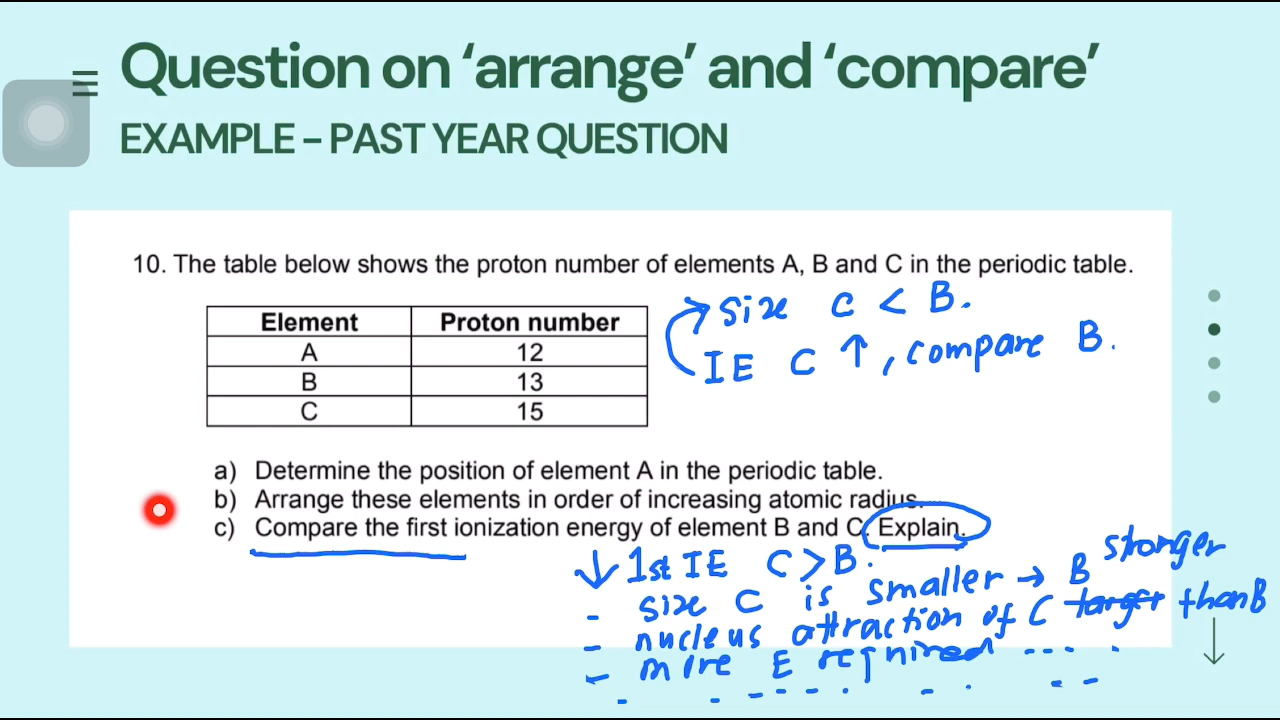 Question on ‘arrange’ and ‘compare’
EXAMPLE – PAST YEAR QUESTION
10. The table below shows the proton number of elements A, B and C in the periodic table.
Element Proton number
A 12
B 13
C 15
size C < B.
IE C ↑, compare B.
a) Determine the position of element A in the periodic table.
b) Arrange these elements in order of increasing atomic radius.
c) Compare the first ionization energy of element B and C. Explain.
↓ 1st IE C > B.
- size C is smaller → B
stronger
- nucleus attraction of C larger than B
- more E required ---- .
- - ---- . - . --